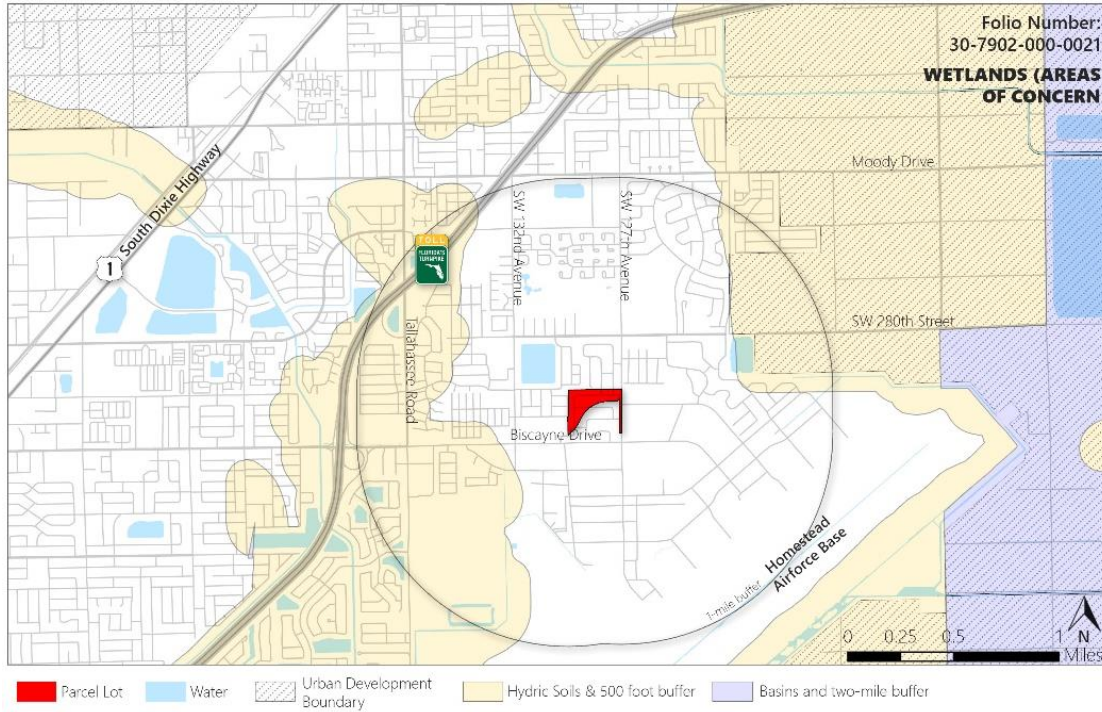 Folio Number:
30-7902-000-0021
WETLANDS (AREAS
OF CONCERN
Moody Drive
South Dixie Highway
1
SW 132nd Avenue
SW 127th Avenue
TOLL
FLORIDA'S
TURNPIKE
SW 280th Street
Tallahassee Road
Biscayne Drive
Homestead
Airforce Base
1-mile buffer
N
0 0.25 0.5 1
Miles
Parcel Lot
Water
Urban Development
Boundary
Hydric Soils & 500 foot buffer
Basins and two-mile buffer